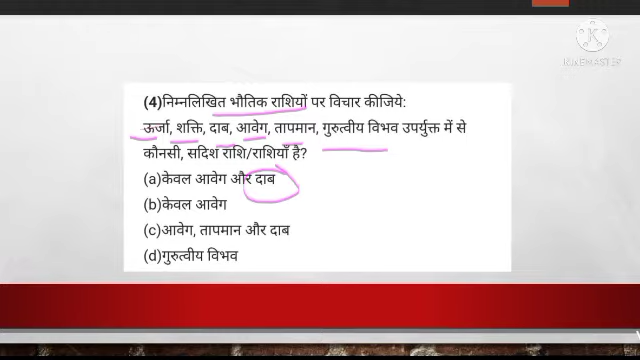 KINEMASTER
(4)निम्नलिखित भौतिक राशियों पर विचार कीजिये:
ऊर्जा, शक्ति, दाब, आवेग, तापमान, गुरुत्वीय विभव उपर्युक्त में से
कौनसी, सदिश राशि/राशियाँ है?
(a)केवल आवेग और दाब
(b)केवल आवेग
(c)आवेग, तापमान और दाब
(d)गुरुत्वीय विभव